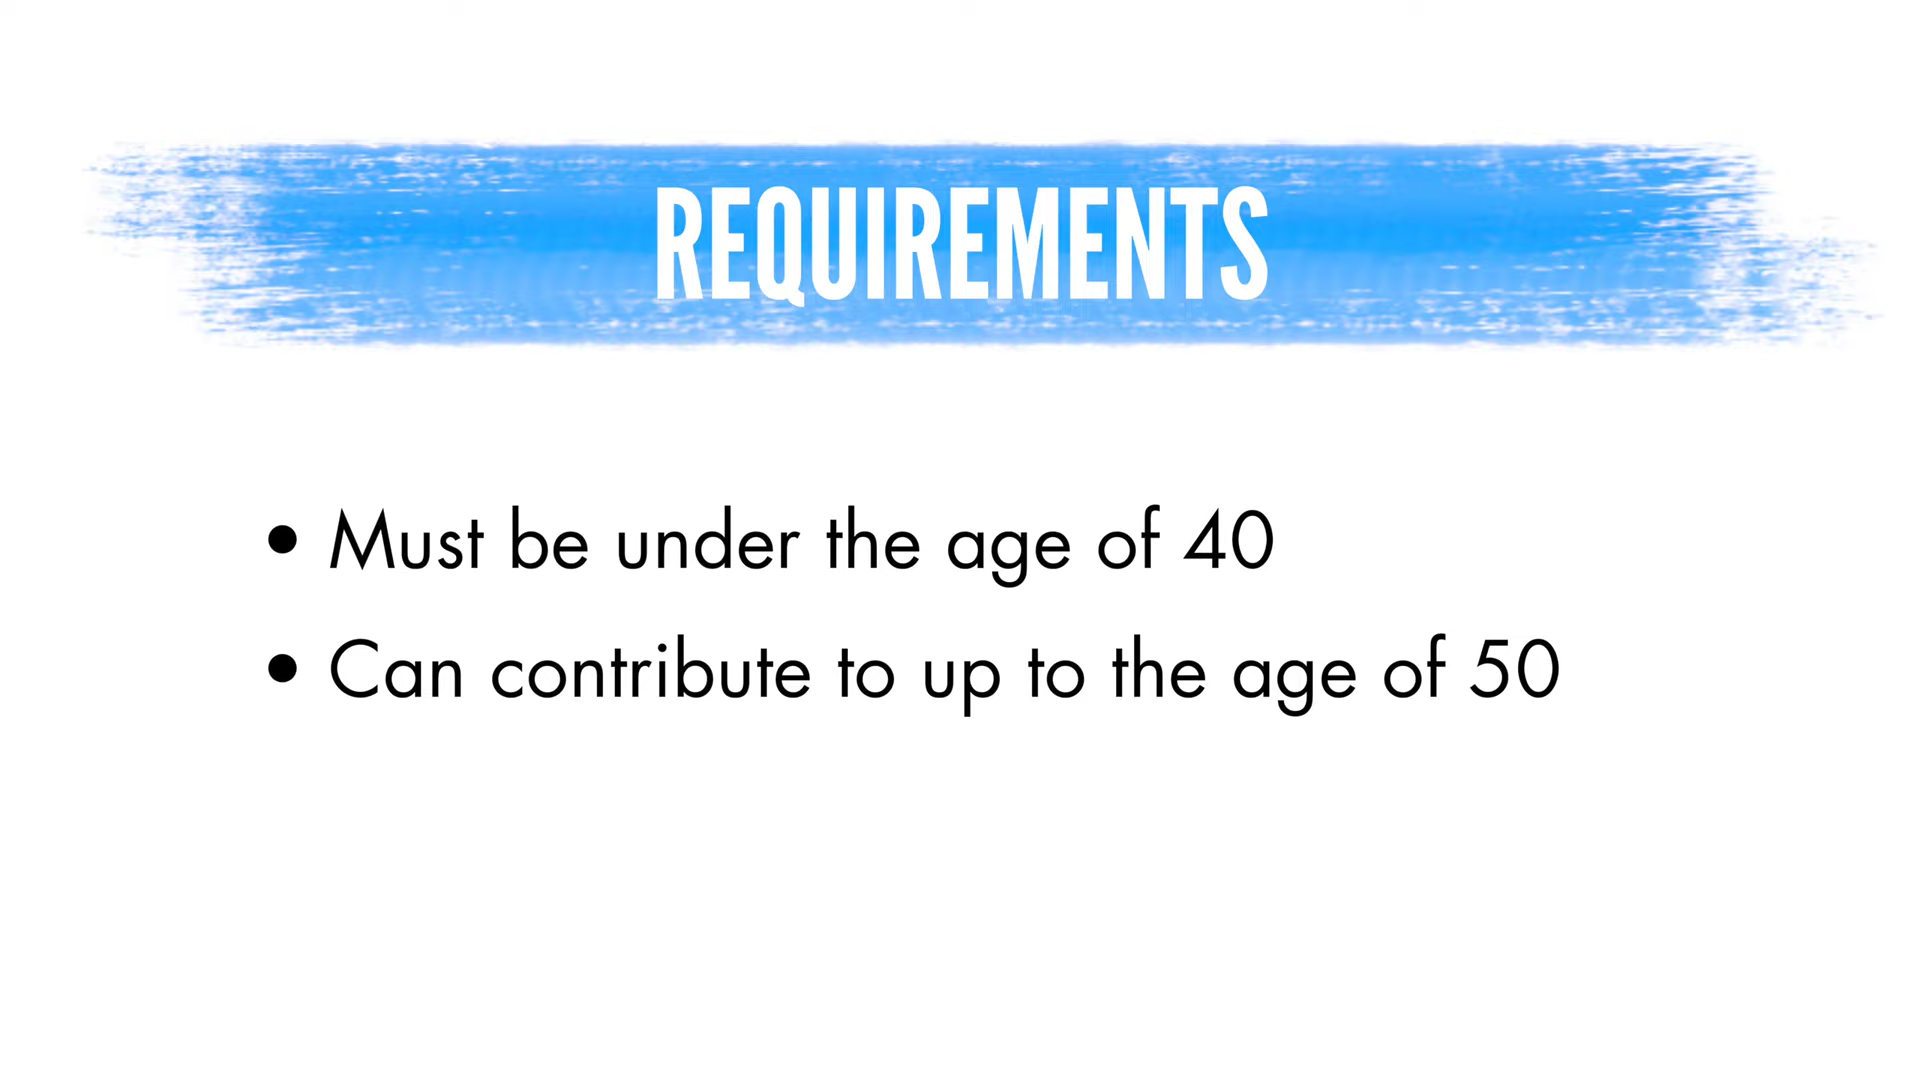 REQUIREMENTS
• Must be under the age of 40
• Can contribute to up to the age of 50